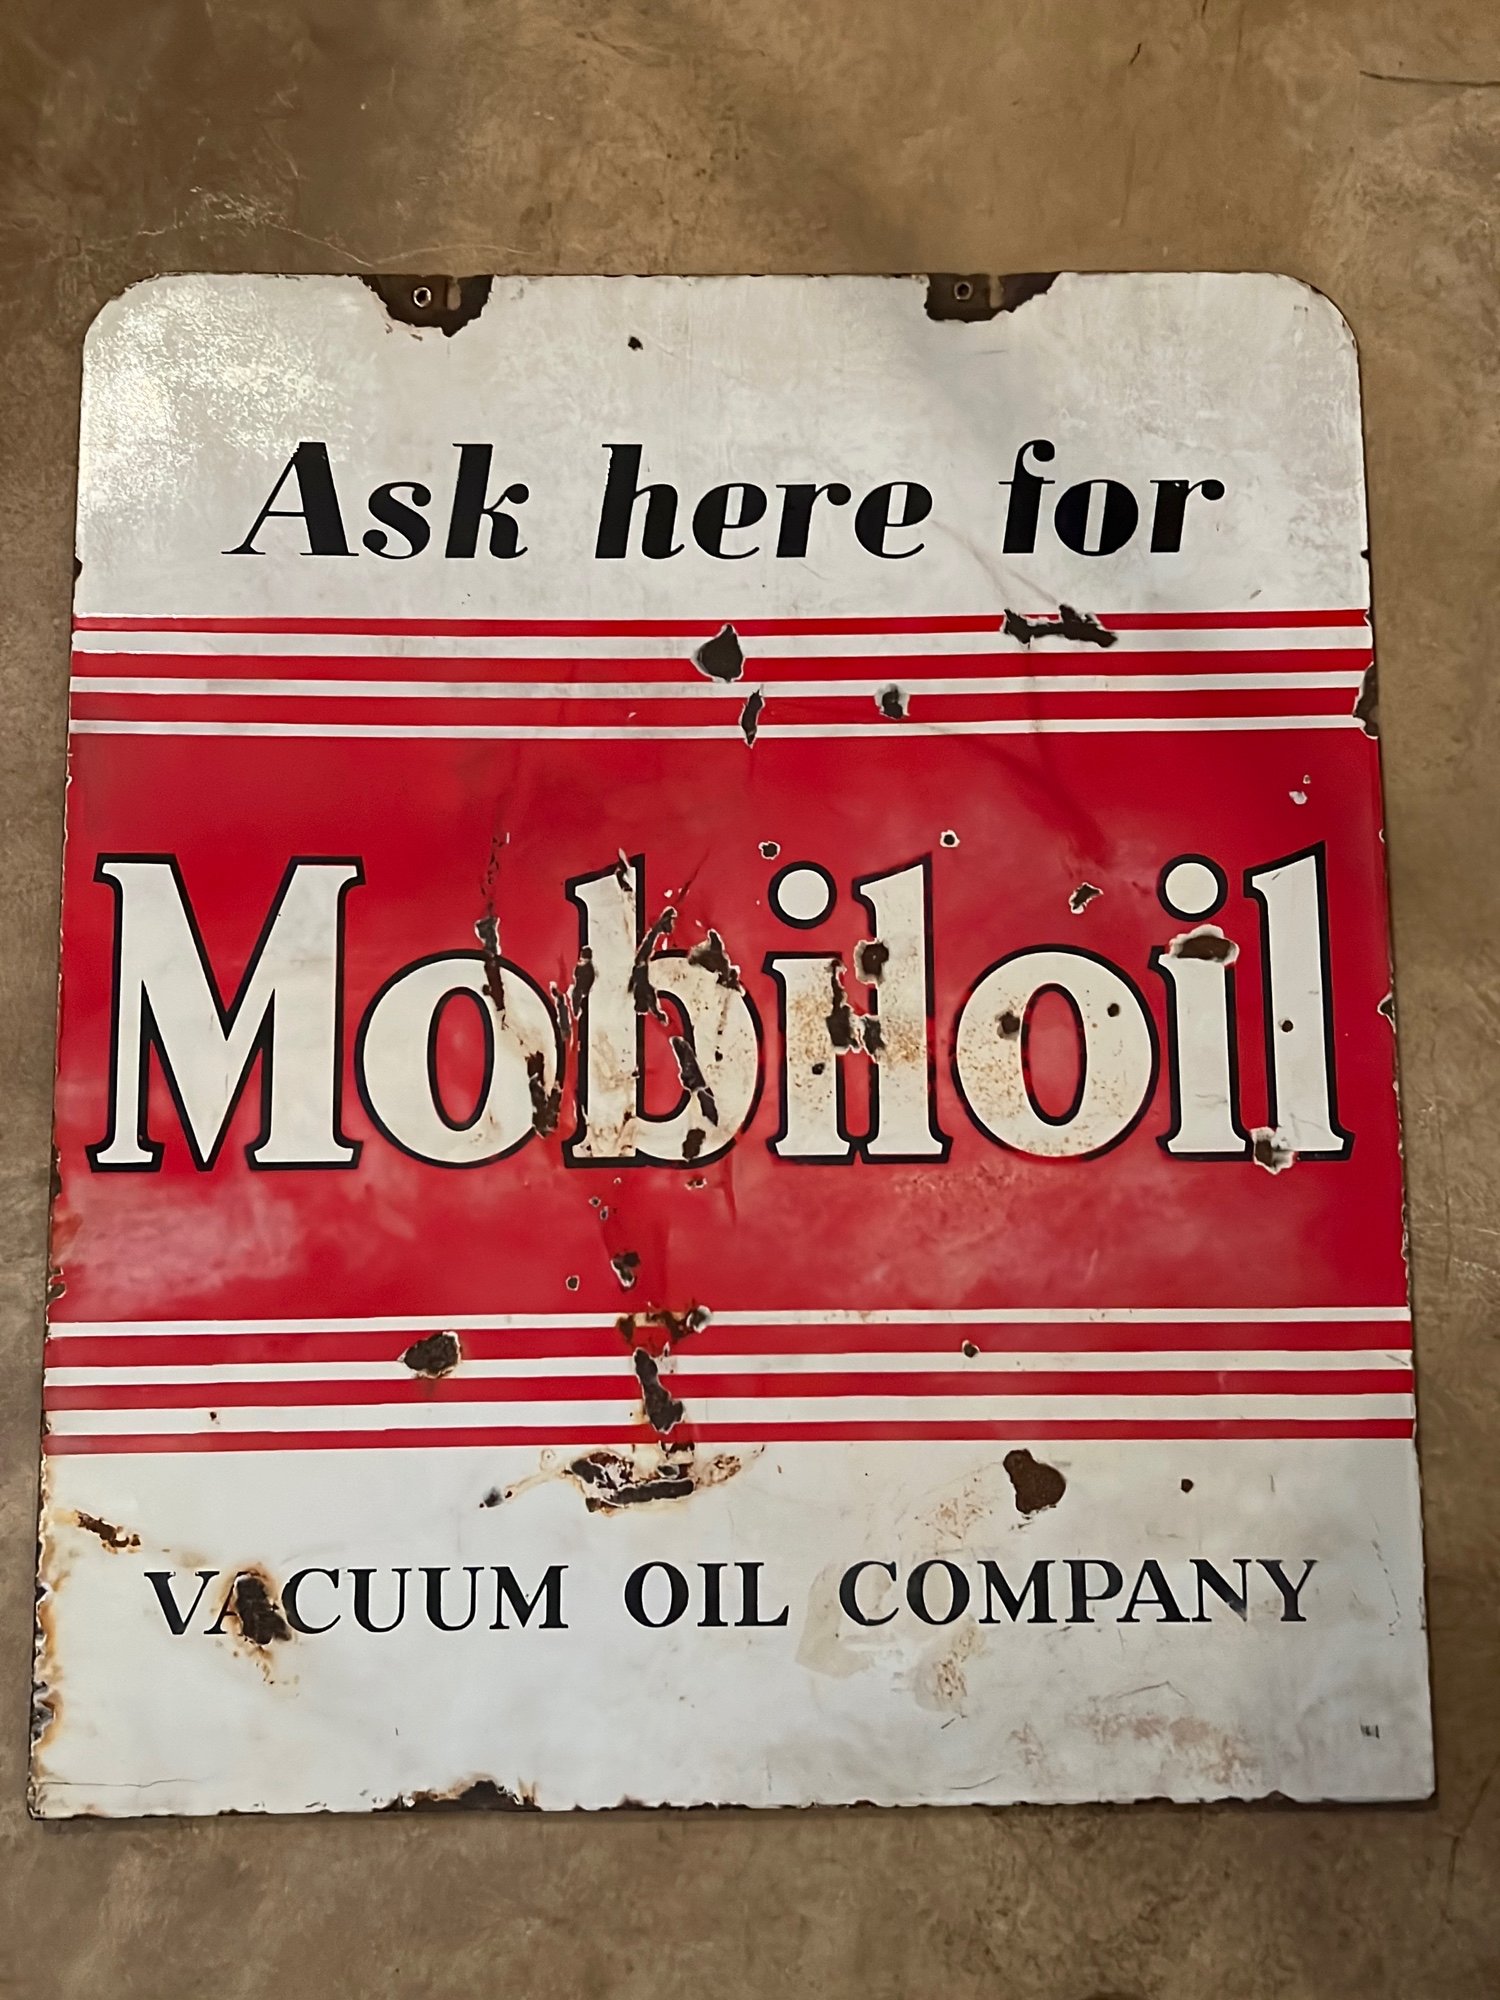 Ask here for
Mobiloil
VACUUM OIL COMPANY